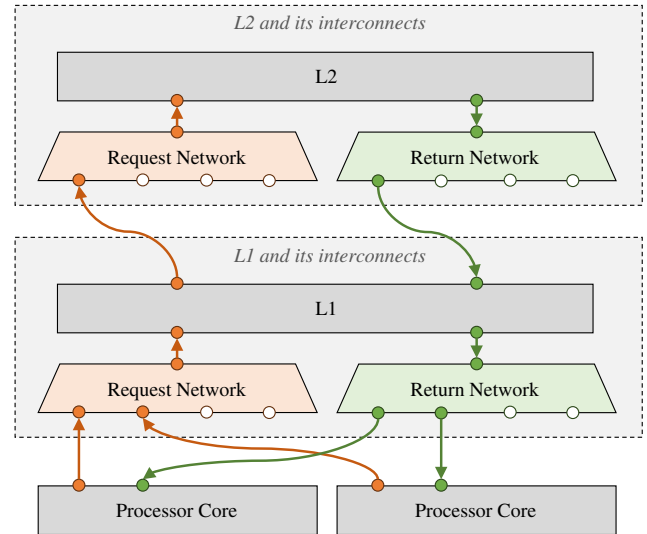 L2 and its interconnects
L2
Request Network
Return Network
L1 and its interconnects
L1
Request Network
Return Network
Processor Core
Processor Core